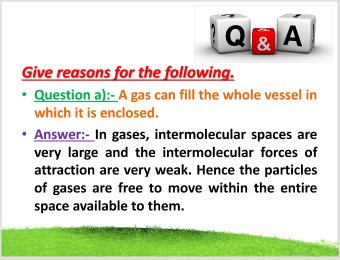 Q & A
Give reasons for the following.
• Question a):- A gas can fill the whole vessel in
which it is enclosed.
• Answer:- In gases, intermolecular spaces are
very large and the intermolecular forces of
attraction are very weak. Hence the particles
of gases are free to move within the entire
space available to them.